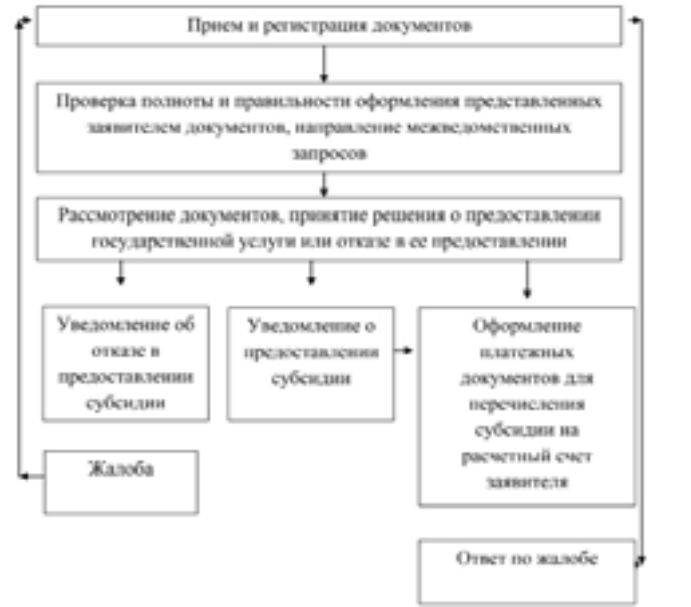 Прием и регистрация документов
Проверка полноты и правильности оформления представленных
заявителем документов, направление межведомственных
запросов
Рассмотрение документов, принятие решения о предоставлении
государственной услуги или отказе в ее предоставлении
Уведомление об
отказе в
предоставлении
субсидии
Уведомление о
предоставлении
субсидии
Оформление
платежных
документов для
перечисления
субсидии на
расчетный счет
заявителя
Жалоба
Ответ по жалобе